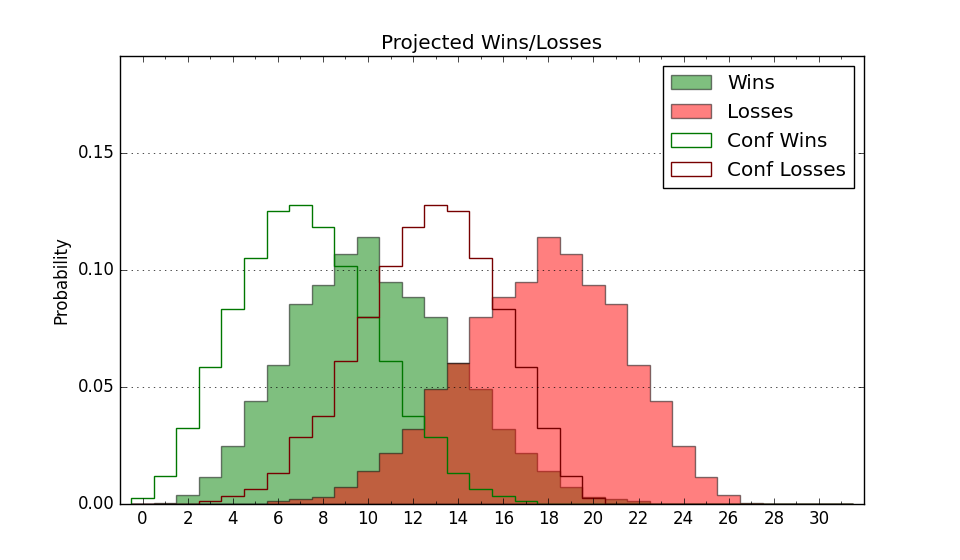 Projected Wins/Losses
Wins
Losses
Conf Wins
Conf Losses
Probability
0.15
0.10
0.05
0.00
0 2 4 6 8 10 12 14 16 18 20 22 24 26 28 30